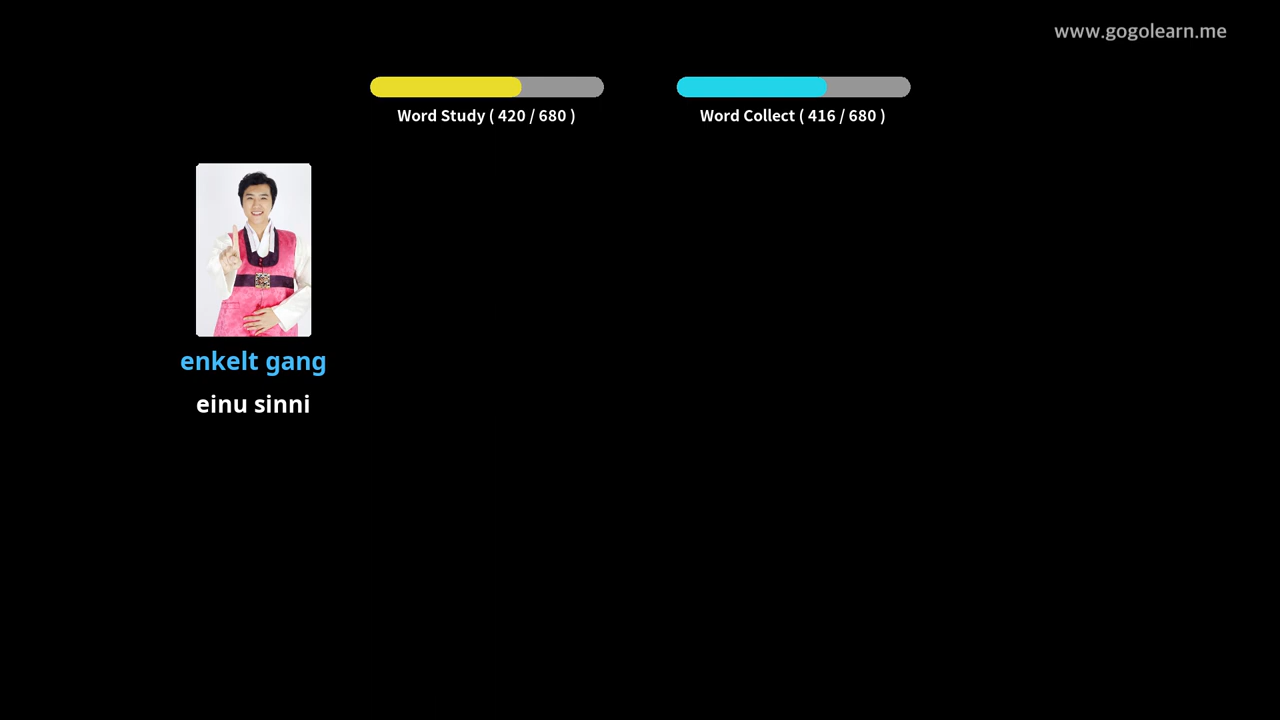 www.gogolearn.me
Word Study ( 420 / 680 )
Word Collect ( 416 / 680 )
enkelt gang
einu sinni